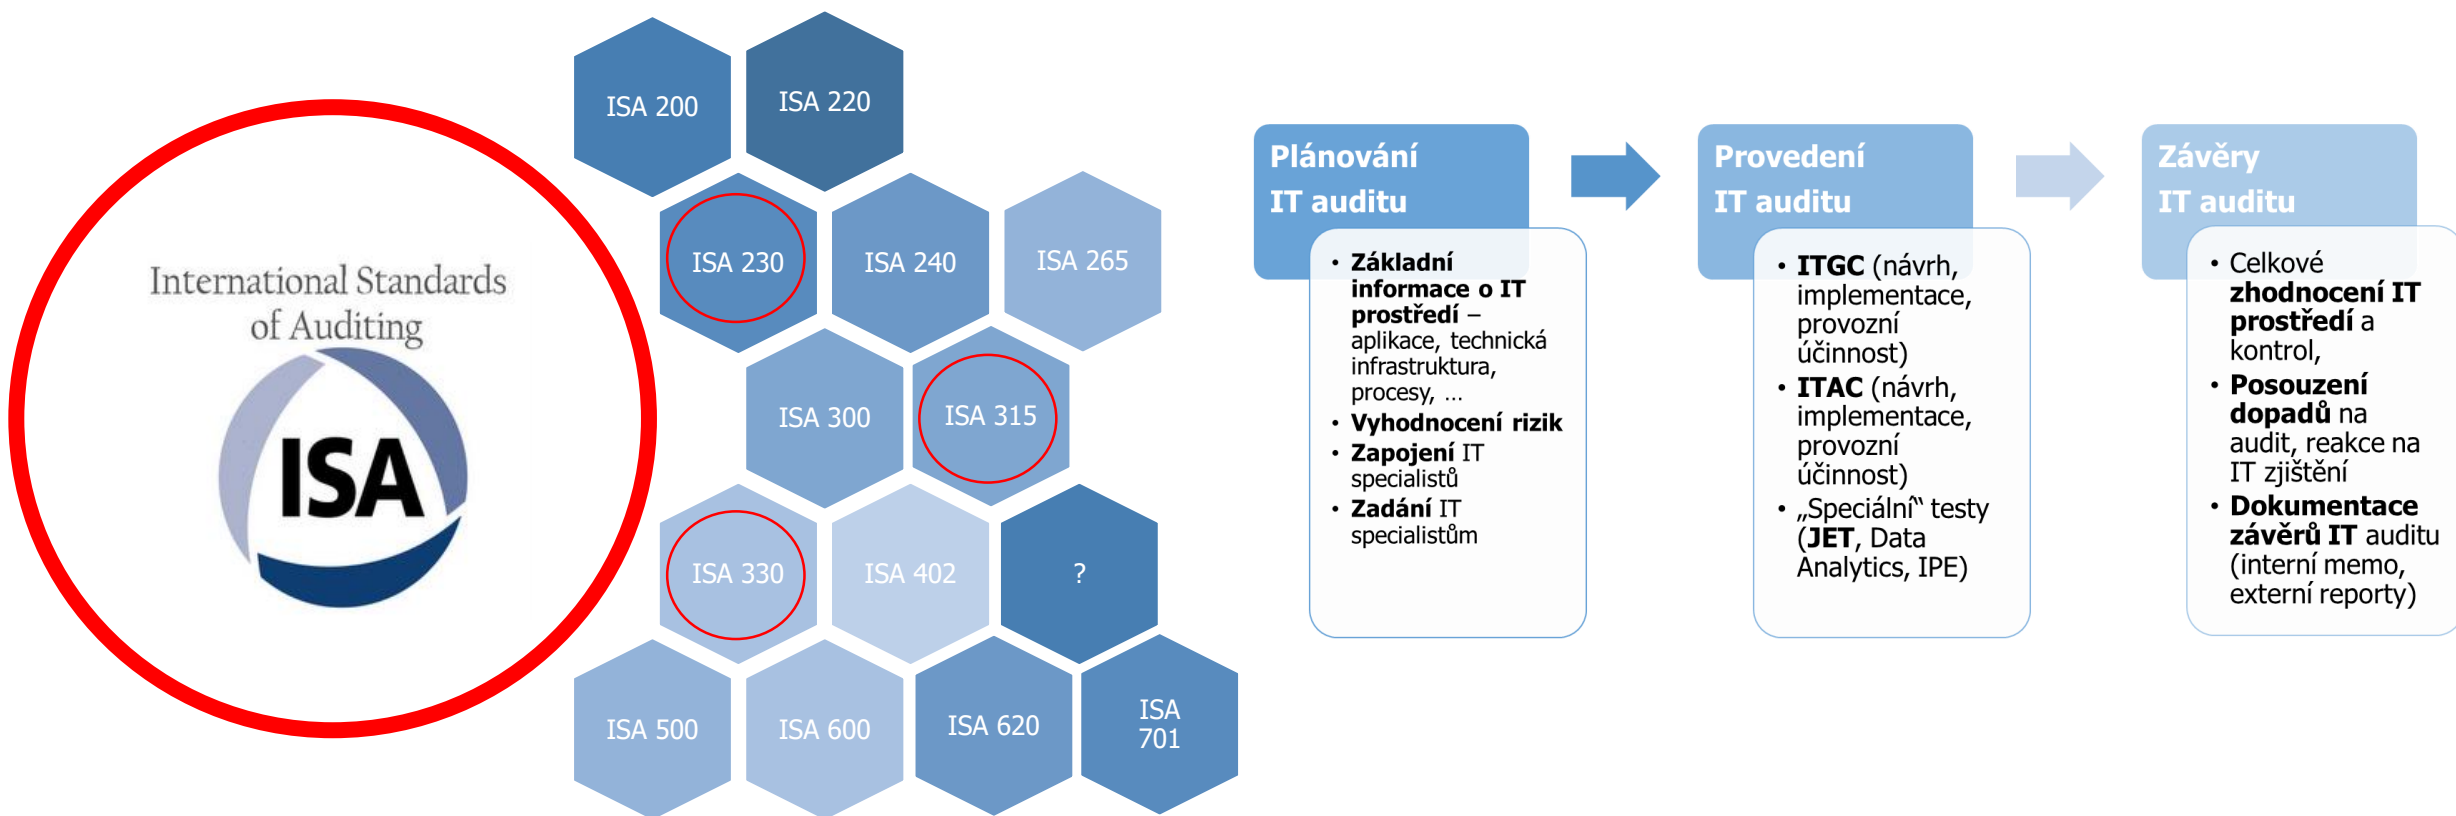 International Standards
of Auditing
ISA
ISA 200
ISA 220
ISA 230
ISA 240
ISA 265
ISA 300
ISA 315
ISA 330
ISA 402
?
ISA 500
ISA 600
ISA 620
ISA
701
Plánování
IT auditu
• Základní
informace o IT
prostředí –
aplikace, technická
infrastruktura,
procesy, ...
• Vyhodnocení rizik
• Zapojení IT
specialistů
• Zadání IT
specialistům
Provedení
IT auditu
• ITGC (návrh,
implementace,
provozní
účinnost)
• ITAC (návrh,
implementace,
provozní
účinnost)
• „Speciální“ testy
(JET, Data
Analytics, IPE)
Závěry
IT auditu
• Celkové
zhodnocení IT
prostředí a
kontrol,
• Posouzení
dopadů na
audit, reakce na
IT zjištění
• Dokumentace
závěrů IT auditu
(interní memo,
externí reporty)